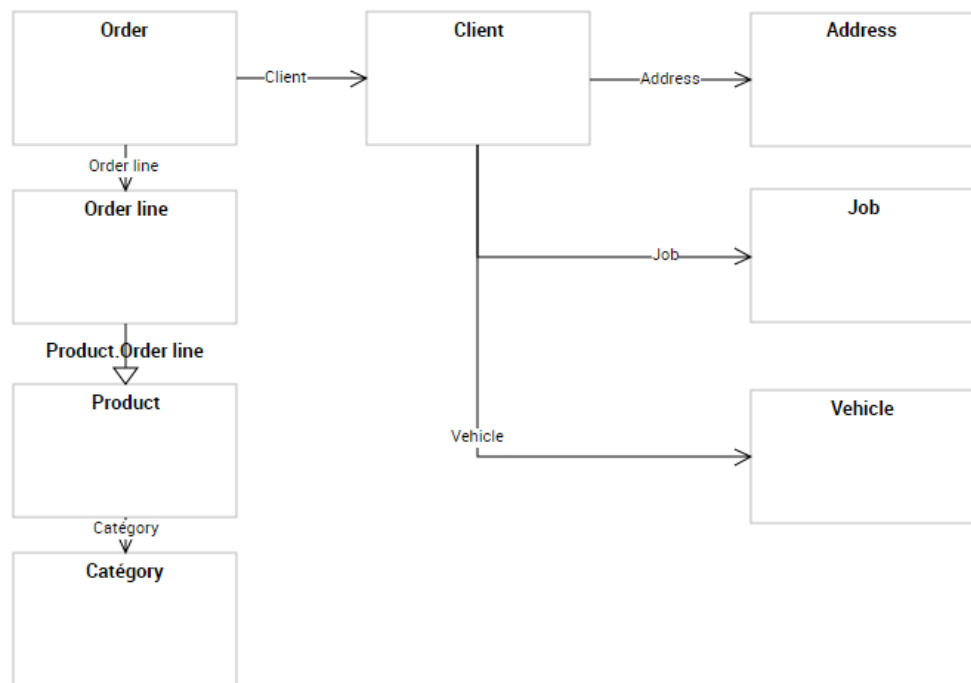 Order
Client
Address
Client
Address
Order line
Order line
Job
Job
Product.Order line
Product
Vehicle
Vehicle
Catégory
Catégory